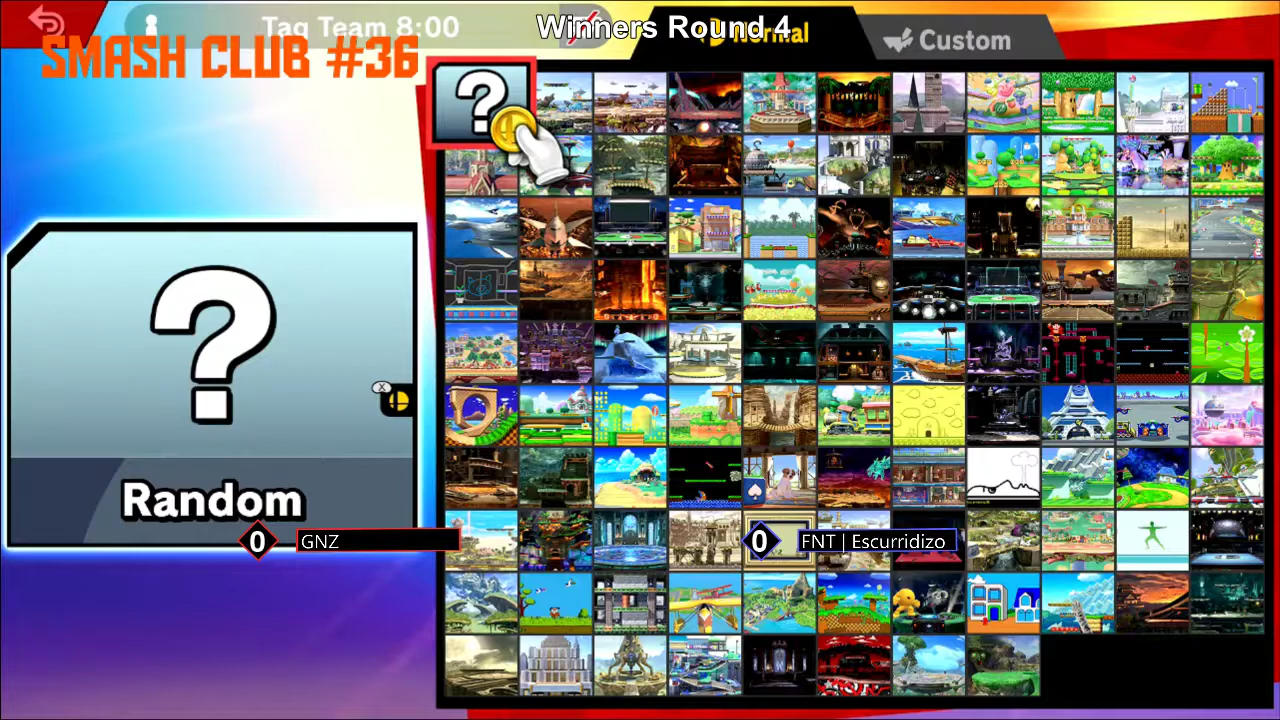 Tag Team 8:00
Winners Round 4
Normal
Custom
SMASH CLUB #36
?
?
X
Random
0
GNZ
0
FNT | Escurridizo